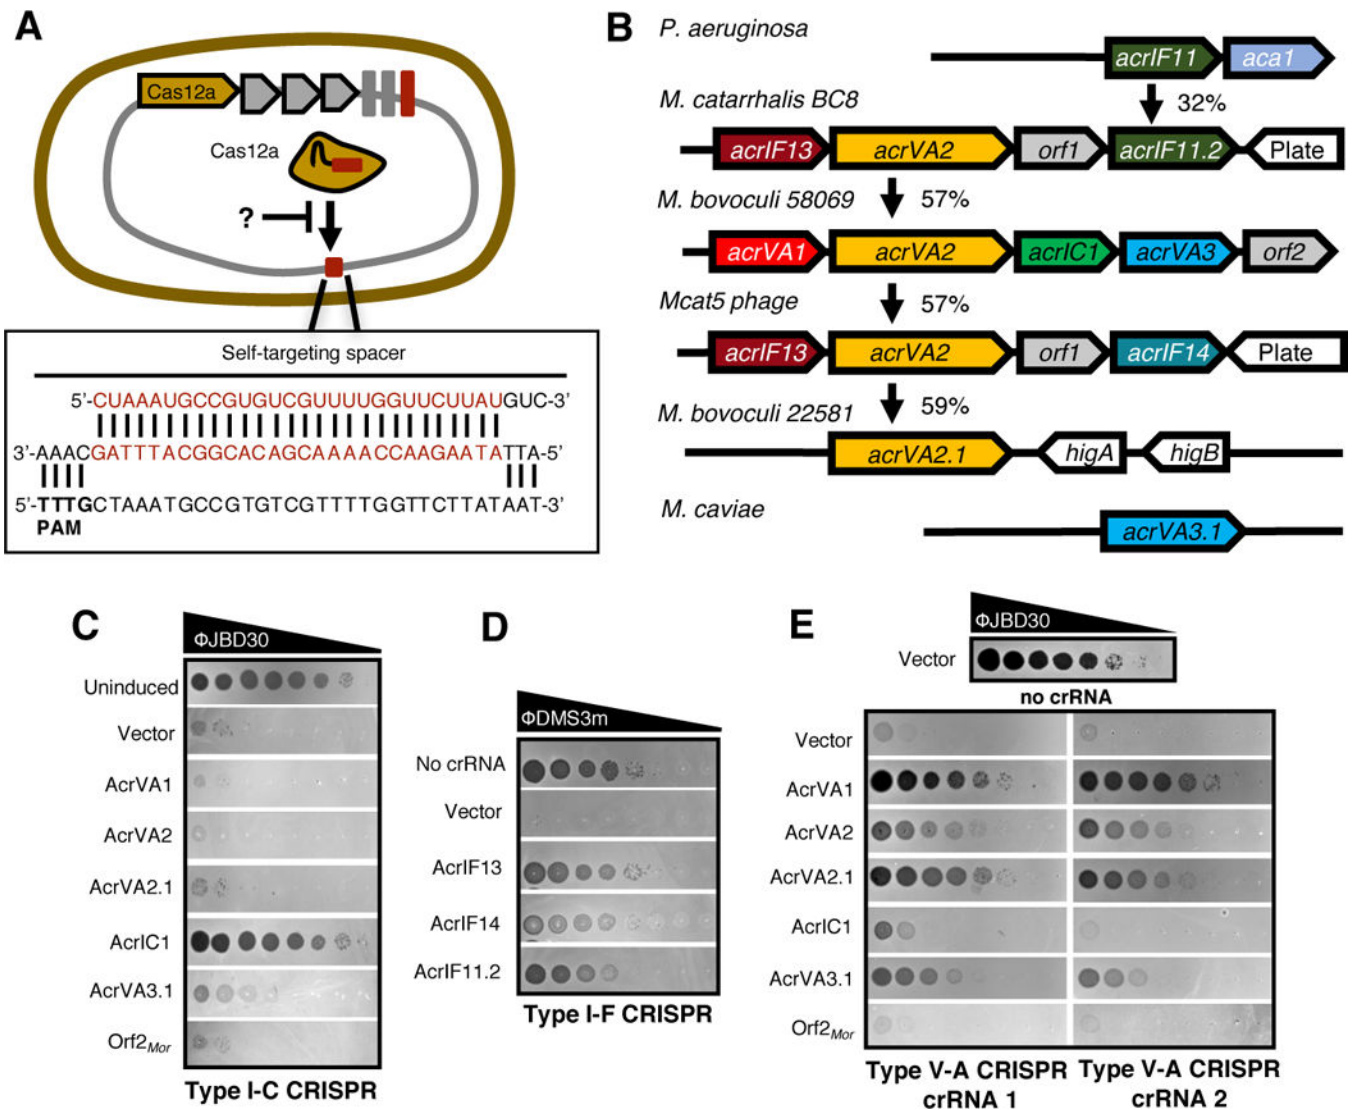 A
Cas12a
Cas12a
?
Self-targeting spacer
5'-CUAAAUGCCGUGUCGUUUUGGUUCUUAUGUC-3'
3'-AAACGATTTACGGCACAGCAAAACCAAGAATATTA-5'
5'-TTTGCTAAATGCCGTGTCGTTTTGGTTCTTATAAT-3'
PAM
B
P. aeruginosa
acrIF11 aca1
32%
M. catarrhalis BC8
acrIF13 acrVA2 orf1 acrIF11.2 Plate
M. bovoculi 58069
57%
acrVA1 acrVA2 acrIC1 acrVA3 orf2
Mcat5 phage
57%
acrIF13 acrVA2 orf1 acrIF14 Plate
M. bovoculi 22581
59%
acrVA2.1 higA higB
M. caviae
acrVA3.1
C
ΦJBD30
Uninduced
Vector
AcrVA1
AcrVA2
AcrVA2.1
AcrIC1
AcrVA3.1
Orf2Mor
Type I-C CRISPR
D
ΦDMS3m
No crRNA
Vector
AcrIF13
AcrIF14
AcrIF11.2
Type I-F CRISPR
E
ΦJBD30
Vector
no crRNA
Vector
AcrVA1
AcrVA2
AcrVA2.1
AcrIC1
AcrVA3.1
Orf2Mor
Type V-A CRISPR crRNA 1
Type V-A CRISPR crRNA 2